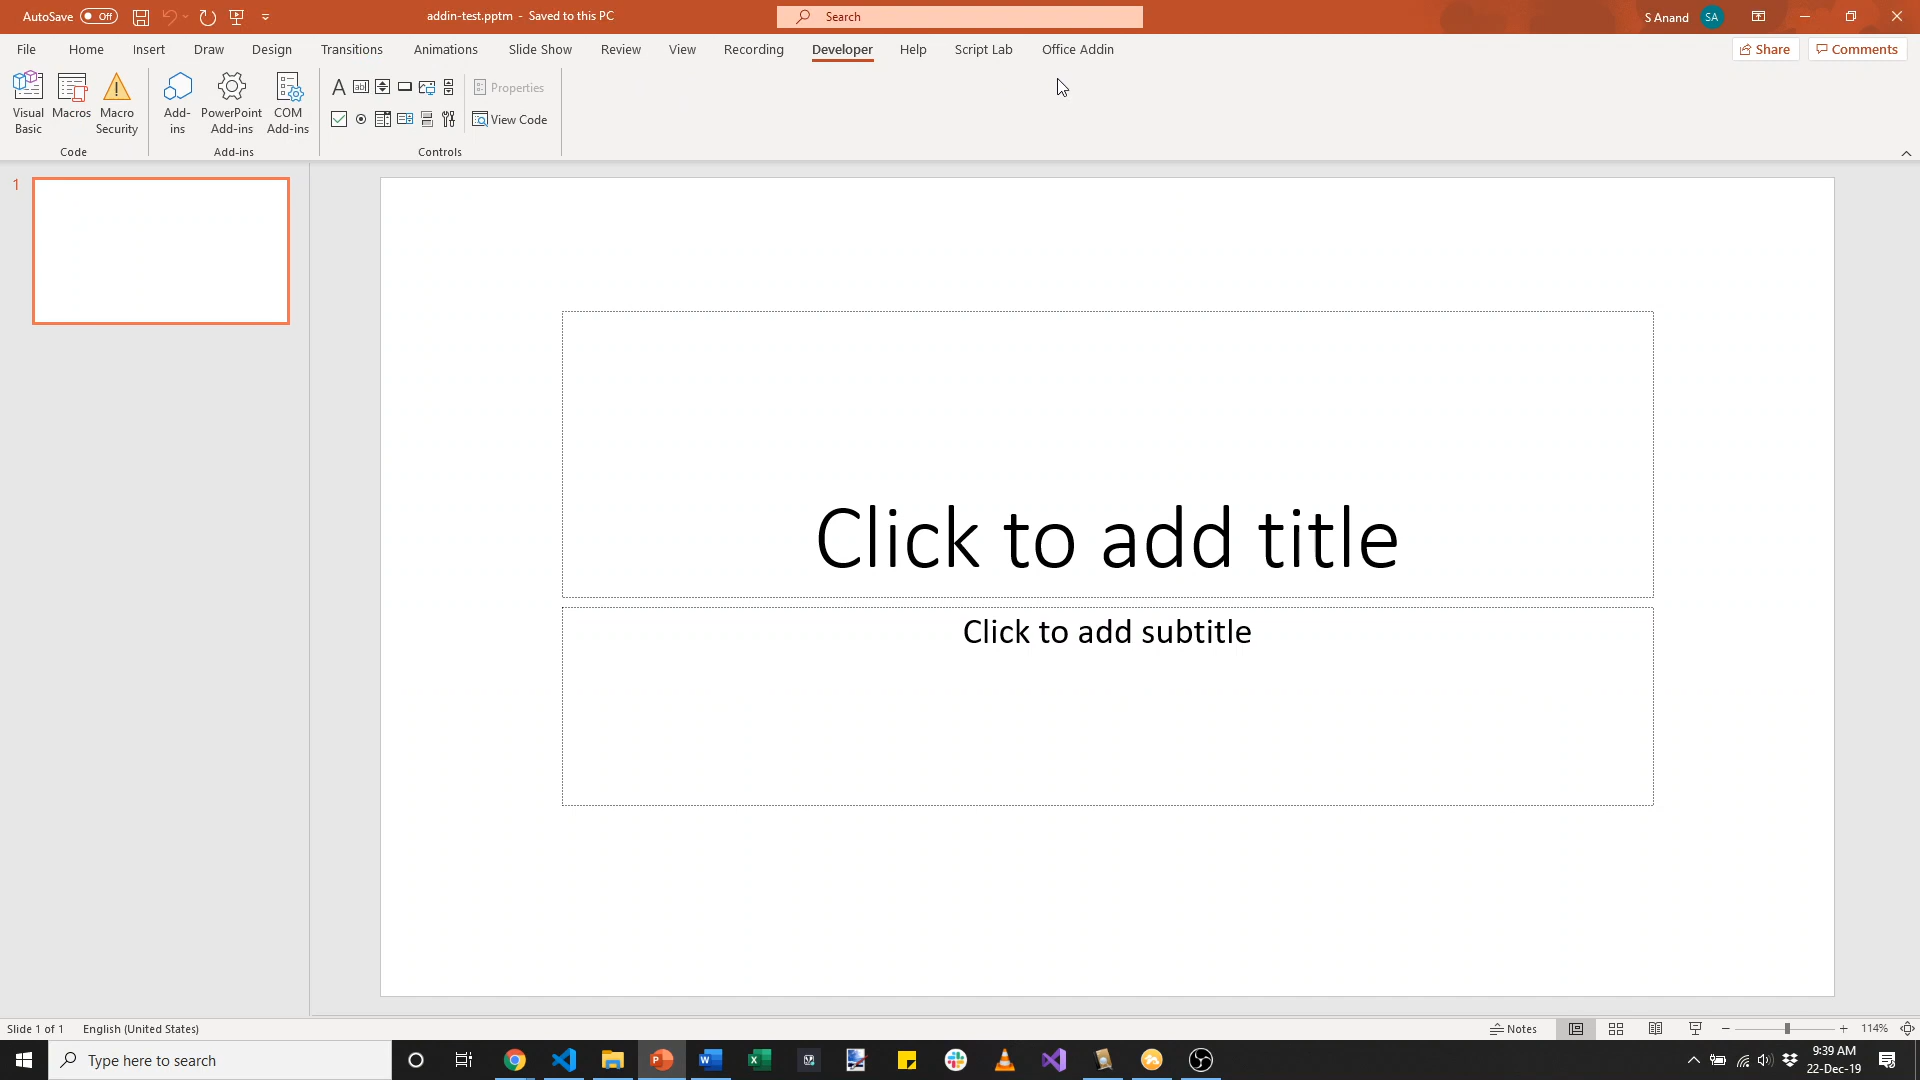 AutoSave Off addin-test.pptm - Saved to this PC Search S Anand SA
File Home Insert Draw Design Transitions Animations Slide Show Review View Recording Developer Help Script Lab Office Addin Share Comments
Visual Basic
Macros
Macro Security
Add-ins
PowerPoint Add-ins
COM Add-ins
Properties
View Code
Code Add-ins Controls
1
Click to add title
Click to add subtitle
Slide 1 of 1 English (United States) Notes 114%
Type here to search
9:39 AM
22-Dec-19